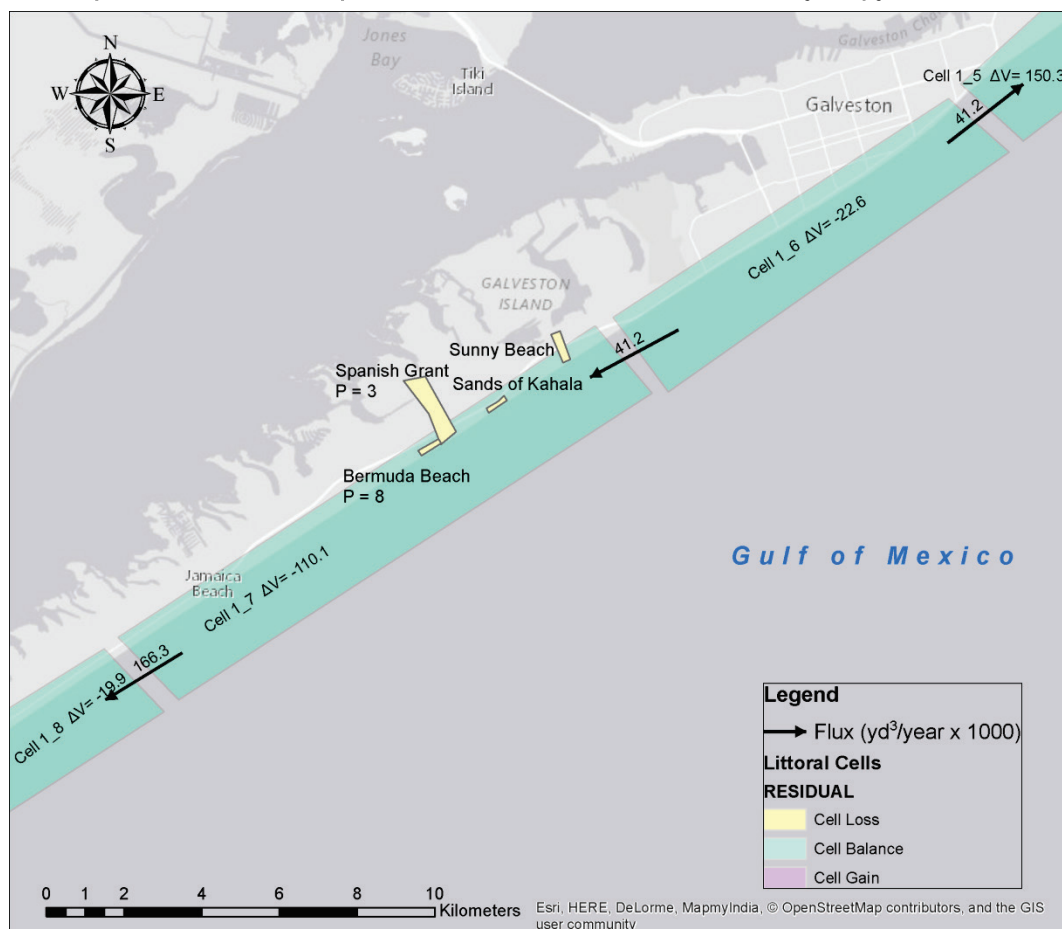 N
W E
S
Jones
Bay
Tiki
Island
Galveston
Cell 1_5 ΔV= 150.3
41.2
Cell 1_6 ΔV= -22.6
GALVESTON
ISLAND
Sunny Beach
41.2
Spanish Grant
P = 3
Sands of Kahala
Bermuda Beach
P = 8
Gulf of Mexico
Jamaica
Beach
Cell 1_7 ΔV= -110.1
166.3
Cell 1_8 ΔV= -19.9
Legend
Flux (yd³/year x 1000)
Littoral Cells
RESIDUAL
Cell Loss
Cell Balance
Cell Gain
0 1 2 4 6 8 10
Kilometers
Esri, HERE, DeLorme, MapmyIndia, © OpenStreetMap contributors, and the GIS
user community